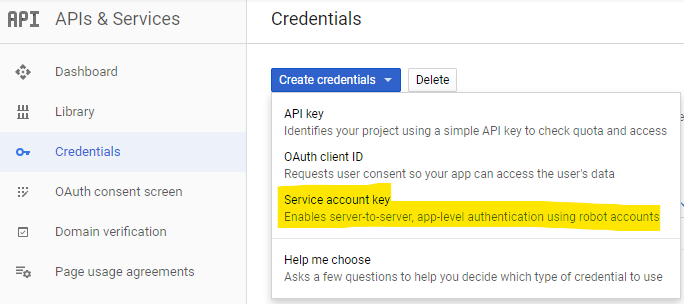 API APIs & Services
Credentials
Dashboard
Library
Credentials
OAuth consent screen
Domain verification
Page usage agreements
Create credentials
Delete
API key
Identifies your project using a simple API key to check quota and access
OAuth client ID
Requests user consent so your app can access the user's data
Service account key
Enables server-to-server, app-level authentication using robot accounts
Help me choose
Asks a few questions to help you decide which type of credential to use